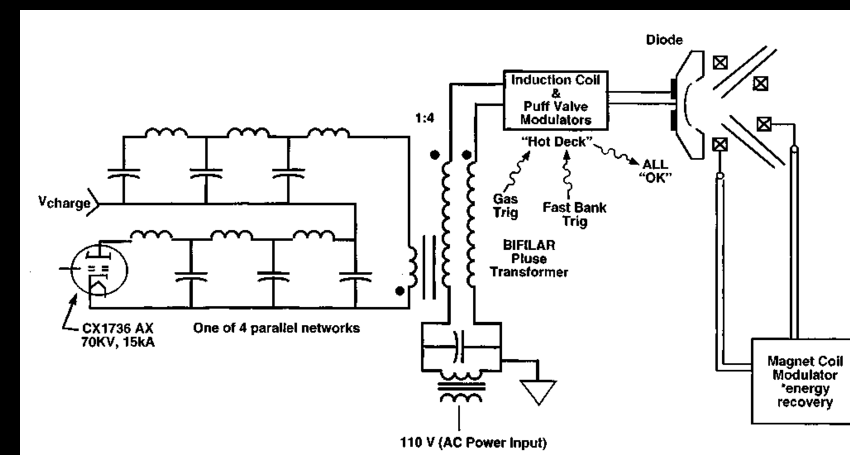 Diode
Induction Coil
&
Puff Valve
Modulators
1:4
"Hot Deck"
ALL
"OK"
Gas
Trig
Fast Bank
Trig
Vcharge
BIFILAR
Pluse
Transformer
CX1736 AX
70KV, 15kA
One of 4 parallel networks
Magnet Coil
Modulator
*energy
recovery
110 V (AC Power Input)